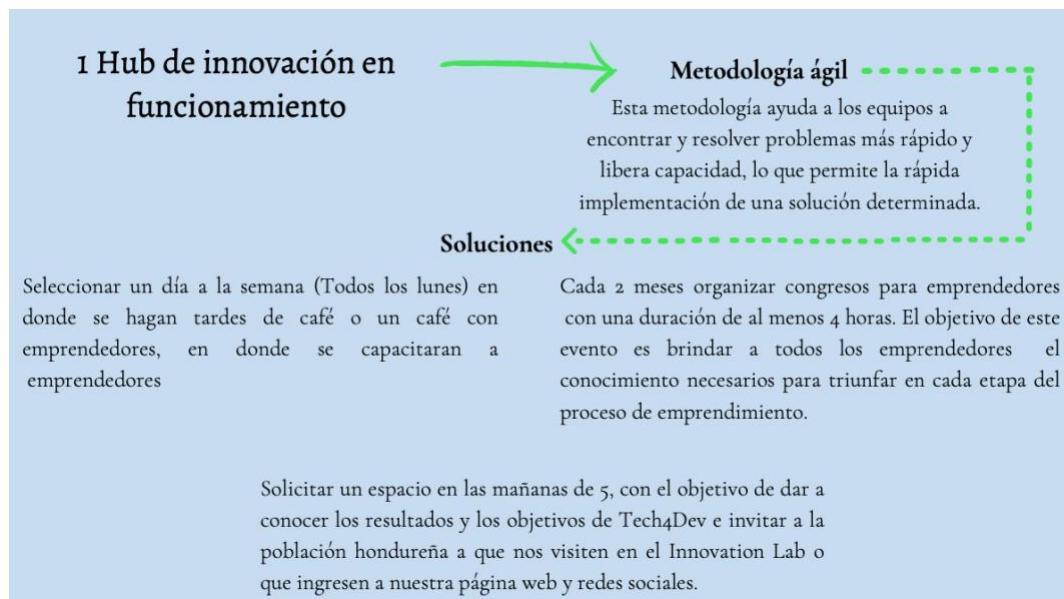 1 Hub de innovación en
funcionamiento
Metodología ágil
Esta metodología ayuda a los equipos a
encontrar y resolver problemas más rápido y
libera capacidad, lo que permite la rápida
implementación de una solución determinada.
Soluciones
Seleccionar un día a la semana (Todos los lunes) en
donde se hagan tardes de café o un café con
emprendedores, en donde se capacitaran a
emprendedores
Cada 2 meses organizar congresos para emprendedores
con una duración de al menos 4 horas. El objetivo de este
evento es brindar a todos los emprendedores el
conocimiento necesarios para triunfar en cada etapa del
proceso de emprendimiento.
Solicitar un espacio en las mañanas de 5, con el objetivo de dar a
conocer los resultados y los objetivos de Tech4Dev e invitar a la
población hondureña a que nos visiten en el Innovation Lab o
que ingresen a nuestra página web y redes sociales.